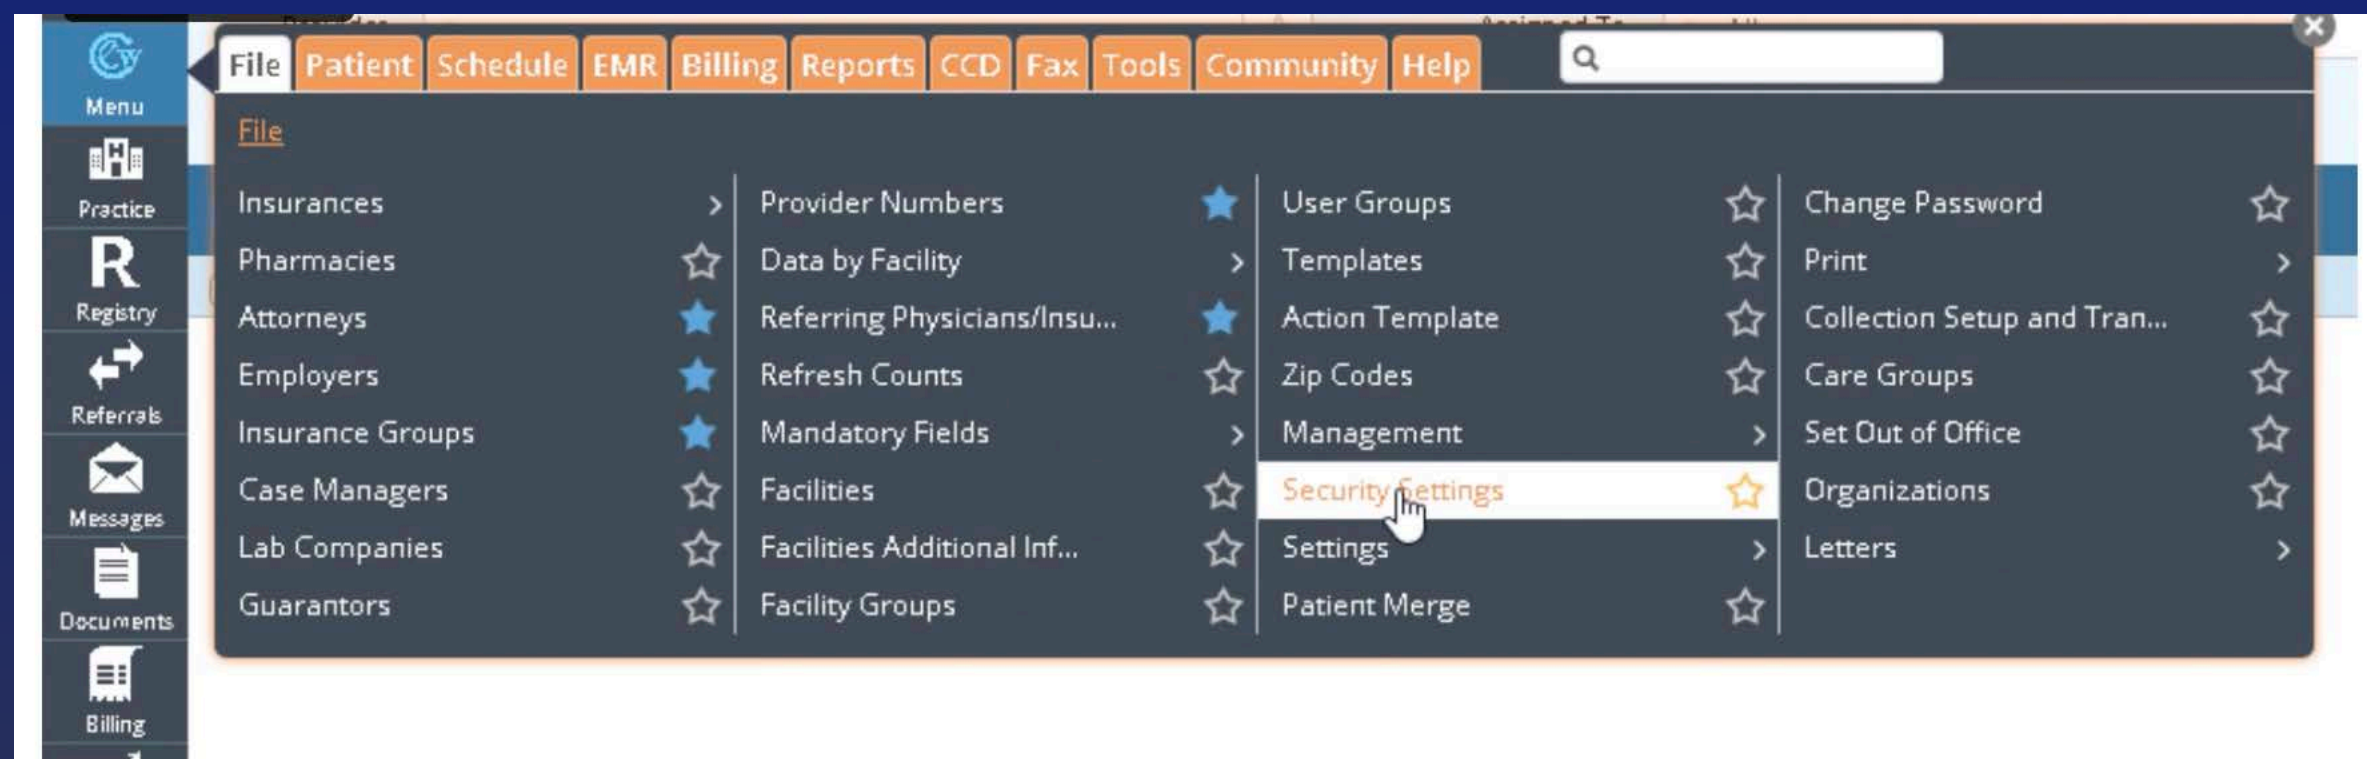 Menu
Practice
R
Registry
Referrals
Messages
Documents
Billing
File Patient Schedule EMR Billing Reports CCD Fax Tools Community Help
File
Insurances
Pharmacies
Attorneys
Employers
Insurance Groups
Case Managers
Lab Companies
Guarantors
Provider Numbers
Data by Facility
Referring Physicians/Insu...
Refresh Counts
Mandatory Fields
Facilities
Facilities Additional Inf...
Facility Groups
User Groups
Templates
Action Template
Zip Codes
Management
Security Settings
Settings
Patient Merge
Change Password
Print
Collection Setup and Tran...
Care Groups
Set Out of Office
Organizations
Letters